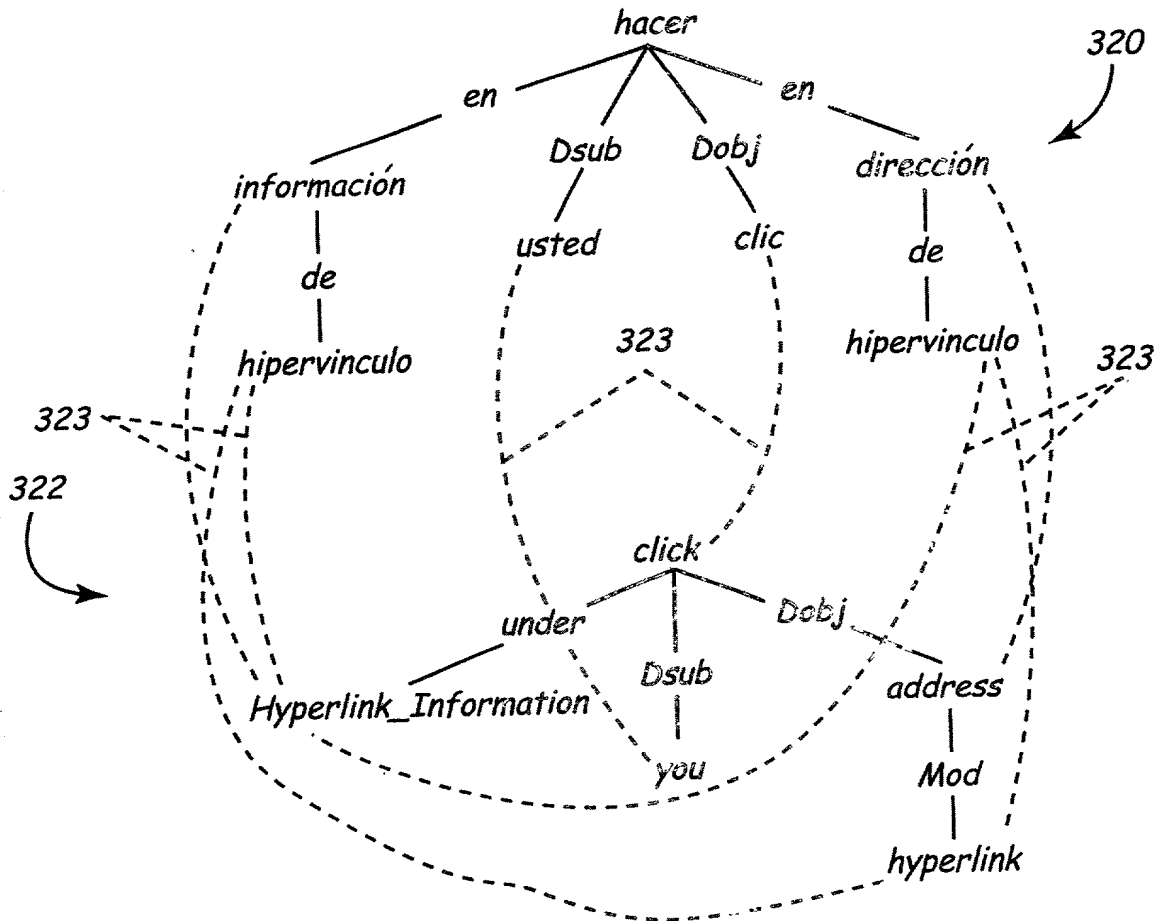 hacer
320
en
en
Dsub
Dobj
información
dirección
usted
clic
de
de
323
hipervinculo
hipervinculo
323
323
322
click
under
Dobj
Dsub
address
Hyperlink_Information
you
Mod
hyperlink